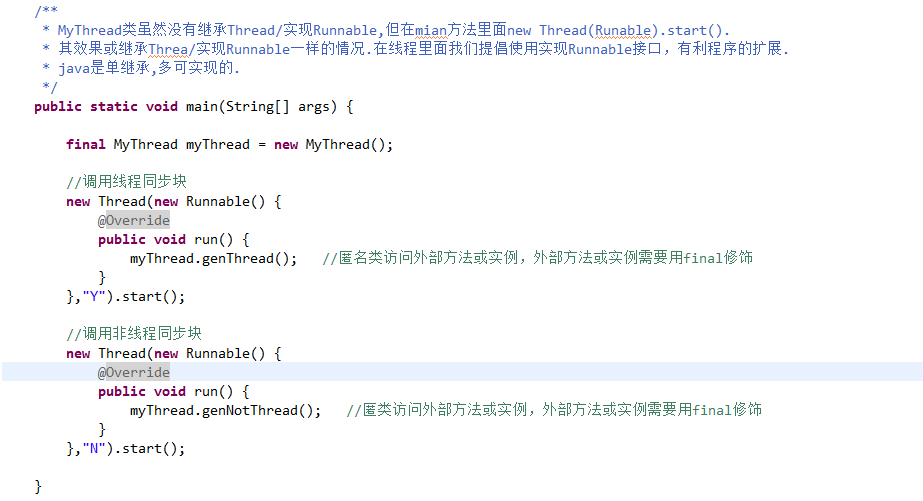 /**
 * MyThread类虽然没有继承Thread/实现Runnable,但在mian方法里面new Thread(Runable).start().
 * 其效果或继承Threa/实现Runnable一样的情况.在线程里面我们提倡使用实现Runnable接口，有利程序的扩展.
 * java是单继承,多可实现的.
 */
public static void main(String[] args) {
    final MyThread myThread = new MyThread();
    //调用线程同步块
    new Thread(new Runnable() {
        @Override
        public void run() {
            myThread.genThread();   //匿名类访问外部方法或实例，外部方法或实例需要用final修饰
        }
    },"Y").start();
    //调用非线程同步块
    new Thread(new Runnable() {
        @Override
        public void run() {
            myThread.genNotThread();   //匿类访问外部方法或实例，外部方法或实例需要用final修饰
        }
    },"N").start();
}